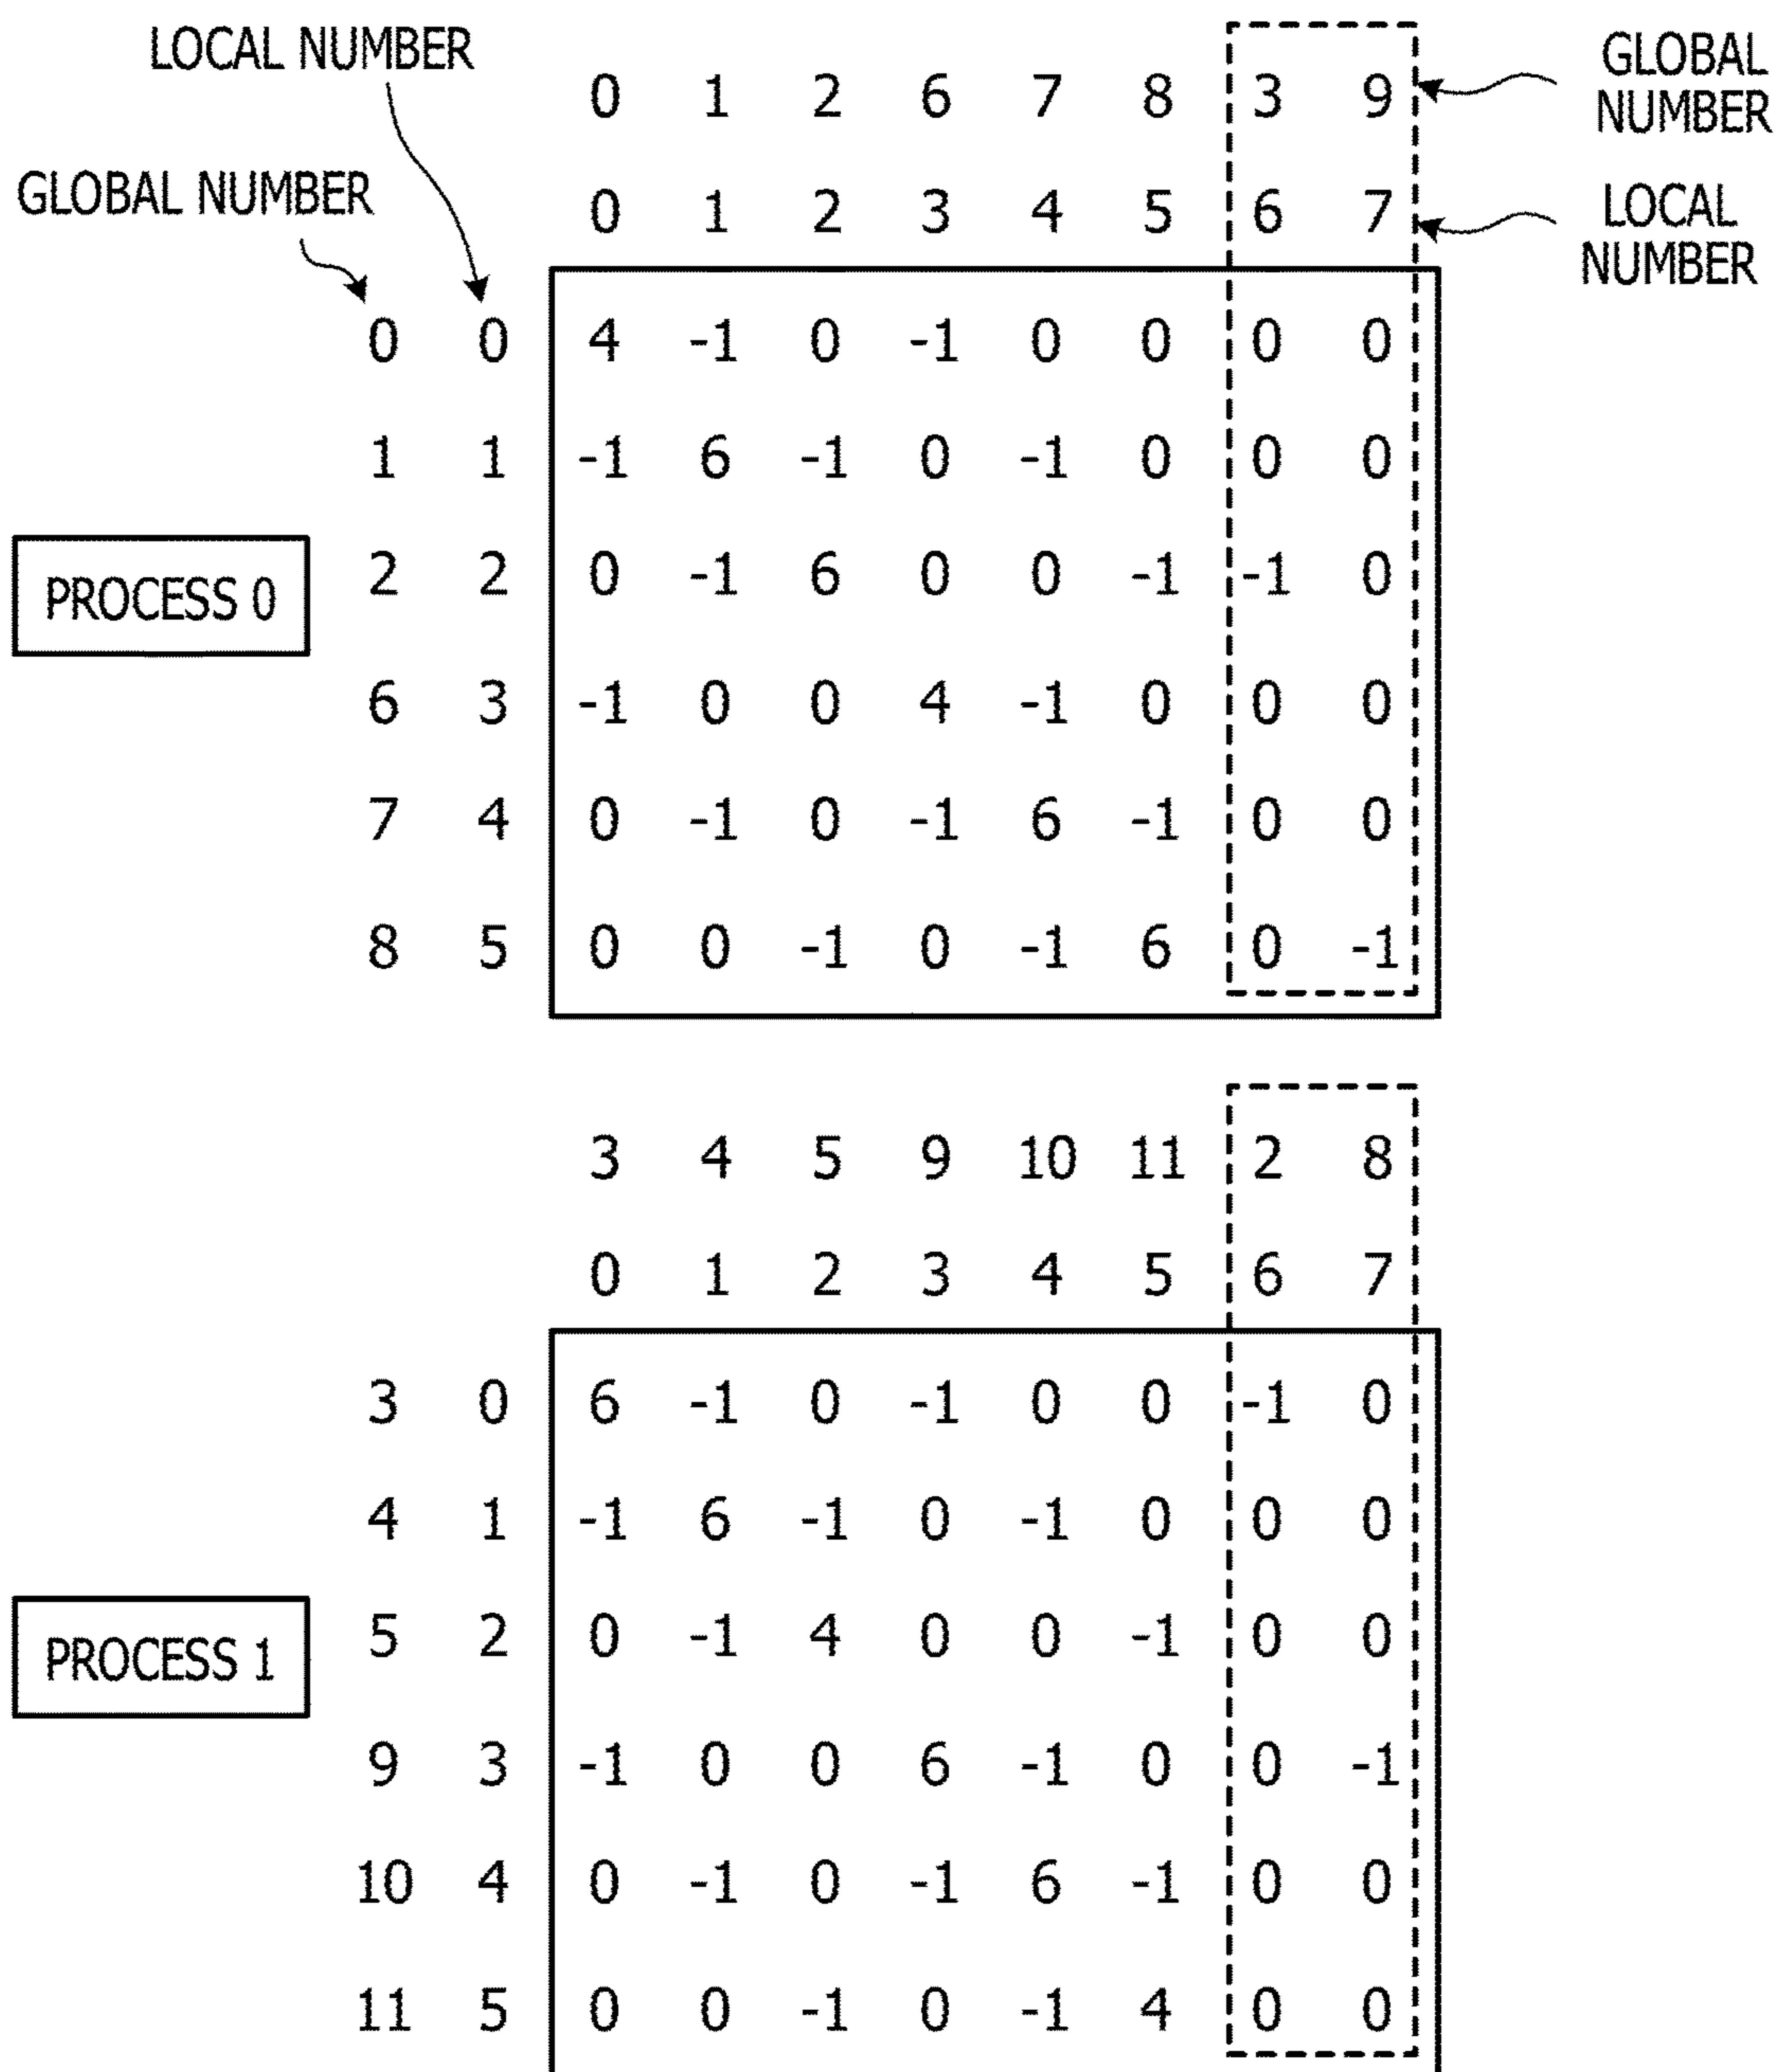 LOCAL NUMBER
GLOBAL NUMBER
0 1 2 6 7 8 3 9
GLOBAL
NUMBER
0 1 2 3 4 5 6 7
LOCAL
NUMBER
0 0 4 -1 0 -1 0 0 0 0
1 1 -1 6 -1 0 -1 0 0 0
PROCESS 0
2 2 0 -1 6 0 0 -1 -1 0
6 3 -1 0 0 4 -1 0 0 0
7 4 0 -1 0 -1 6 -1 0 0
8 5 0 0 -1 0 -1 6 0 -1
3 4 5 9 10 11 2 8
0 1 2 3 4 5 6 7
3 0 6 -1 0 -1 0 0 -1 0
4 1 -1 6 -1 0 -1 0 0 0
PROCESS 1
5 2 0 -1 4 0 0 -1 0 0
9 3 -1 0 0 6 -1 0 0 -1
10 4 0 -1 0 -1 6 -1 0 0
11 5 0 0 -1 0 -1 4 0 0